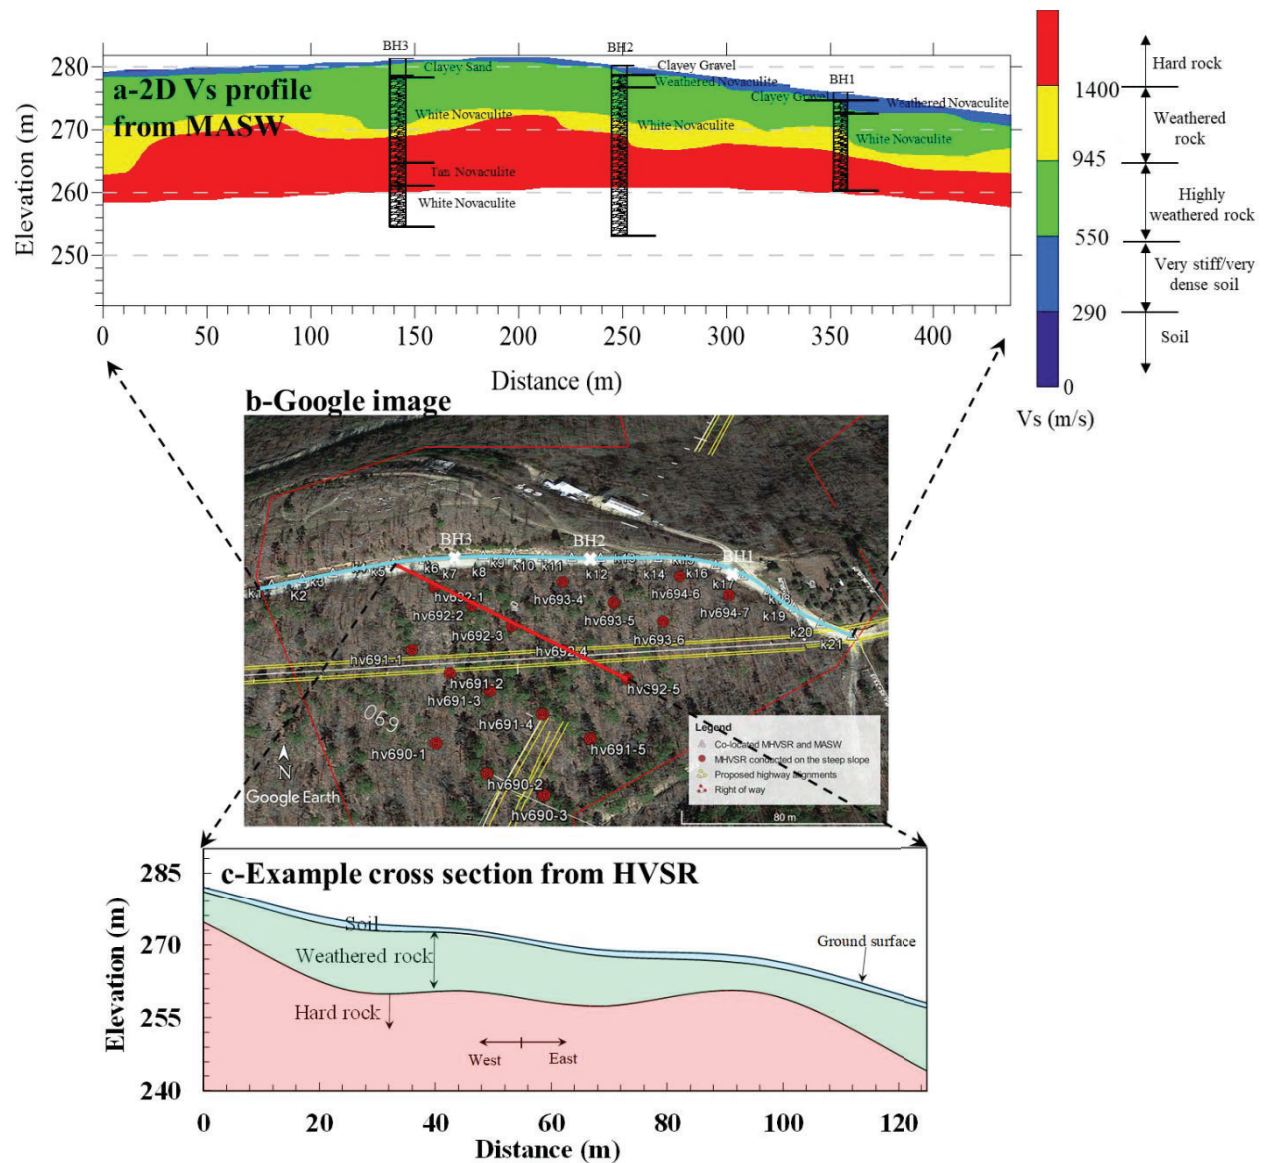 BH3
BH2
BH1
a-2D Vs profile
from MASW
Clayey Sand
White Novaculite
Tan Novaculite
White Novaculite
Clayey Gravel
Weathered Novaculite
White Novaculite
Clayey Gravel
Weathered Novaculite
White Novaculite
Elevation (m)
280
270
260
250
0 50 100 150 200 250 300 350 400
Distance (m)
1400
945
550
290
0
Vs (m/s)
Hard rock
Weathered
rock
Highly
weathered rock
Very stiff/very
dense soil
Soil
b-Google image
BH3
BH2
BH1
K2
k3
k5
k6
k7
k8
k9
k10
k11
k12
k14
k16
k17
k19
k20
k21
hv692-1
hv692-2
hv692-3
hv692-4
hv392-5
hv693-4
hv693-5
hv693-6
hv694-6
hv694-7
hv691-1
hv691-2
hv691-3
hv691-4
hv691-5
hv690-1
hv690-2
hv690-3
069
N
Google Earth
Legend
Co-located MHVSR and MASW
MHVSR conducted on the steep slope
Proposed highway alignments
Right of way
80 m
c-Example cross section from HVSR
Soil
Weathered rock
Hard rock
Ground surface
West East
Elevation (m)
285
270
255
240
0 20 40 60 80 100 120
Distance (m)